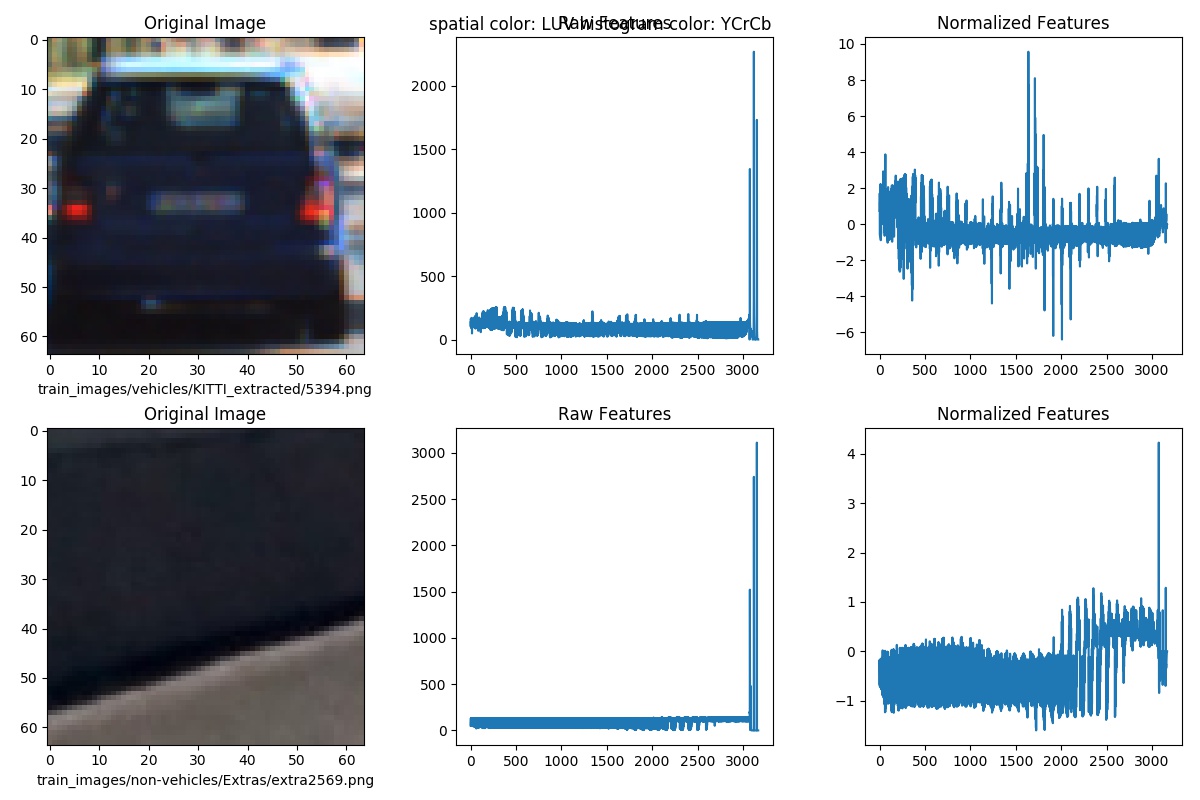 Original Image
spatial color: LUV histogram color: YCrCb
Raw Features
Normalized Features
0
10
20
30
40
50
60
0 10 20 30 40 50 60
train_images/vehicles/KITTI_extracted/5394.png
2000
1500
1000
500
0
0 500 1000 1500 2000 2500 3000
10
8
6
4
2
0
−2
−4
−6
0 500 1000 1500 2000 2500 3000
Original Image
Raw Features
Normalized Features
0
10
20
30
40
50
60
0 10 20 30 40 50 60
train_images/non-vehicles/Extras/extra2569.png
3000
2500
2000
1500
1000
500
0
0 500 1000 1500 2000 2500 3000
4
3
2
1
0
−1
0 500 1000 1500 2000 2500 3000